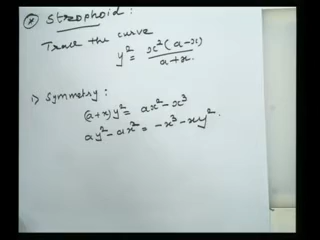 * Strophoid :
Trace the curve
y² = x²(a-x) / a+x.
1) Symmetry :
(a+x)y² = ax² - x³
ay² - ax² = -x³ - xy².